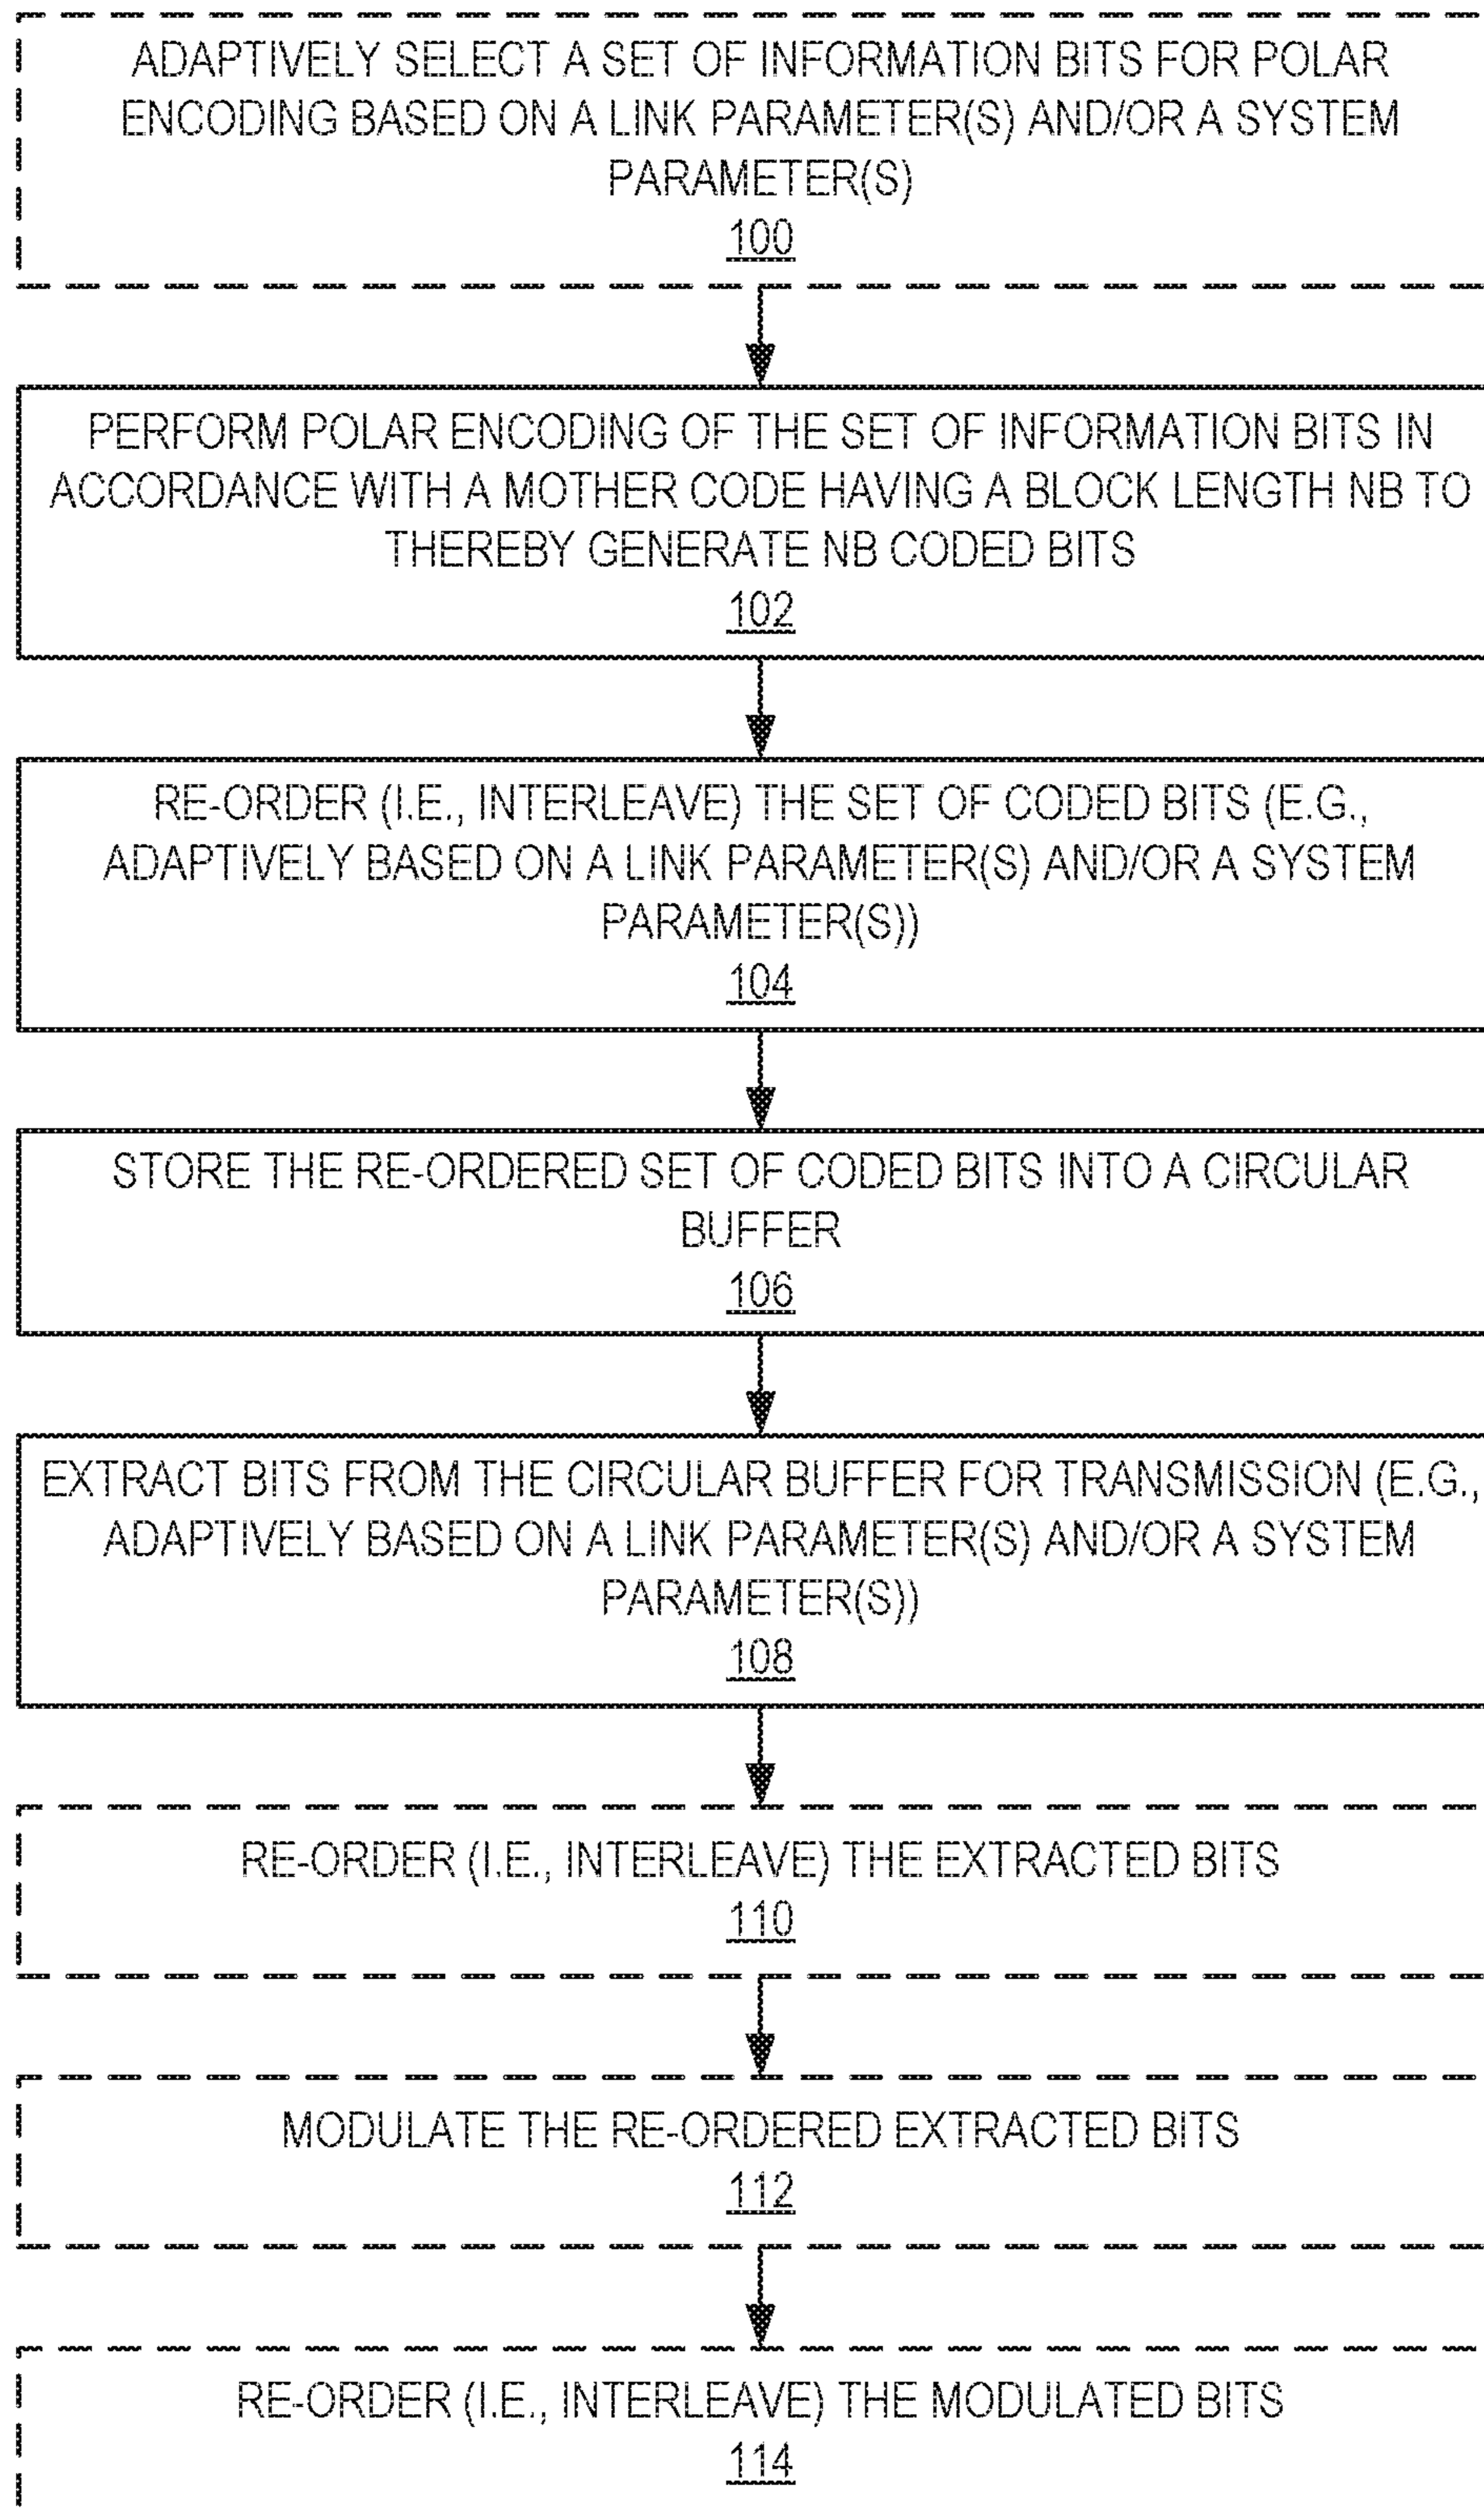 ADAPTIVELY SELECT A SET OF INFORMATION BITS FOR POLAR
ENCODING BASED ON A LINK PARAMETER(S) AND/OR A SYSTEM
PARAMETER(S)
100
PERFORM POLAR ENCODING OF THE SET OF INFORMATION BITS IN
ACCORDANCE WITH A MOTHER CODE HAVING A BLOCK LENGTH NB TO
THEREBY GENERATE NB CODED BITS
102
RE-ORDER (I.E., INTERLEAVE) THE SET OF CODED BITS (E.G.,
ADAPTIVELY BASED ON A LINK PARAMETER(S) AND/OR A SYSTEM
PARAMETER(S))
104
STORE THE RE-ORDERED SET OF CODED BITS INTO A CIRCULAR
BUFFER
106
EXTRACT BITS FROM THE CIRCULAR BUFFER FOR TRANSMISSION (E.G.,
ADAPTIVELY BASED ON A LINK PARAMETER(S) AND/OR A SYSTEM
PARAMETER(S))
108
RE-ORDER (I.E., INTERLEAVE) THE EXTRACTED BITS
110
MODULATE THE RE-ORDERED EXTRACTED BITS
112
RE-ORDER (I.E., INTERLEAVE) THE MODULATED BITS
114